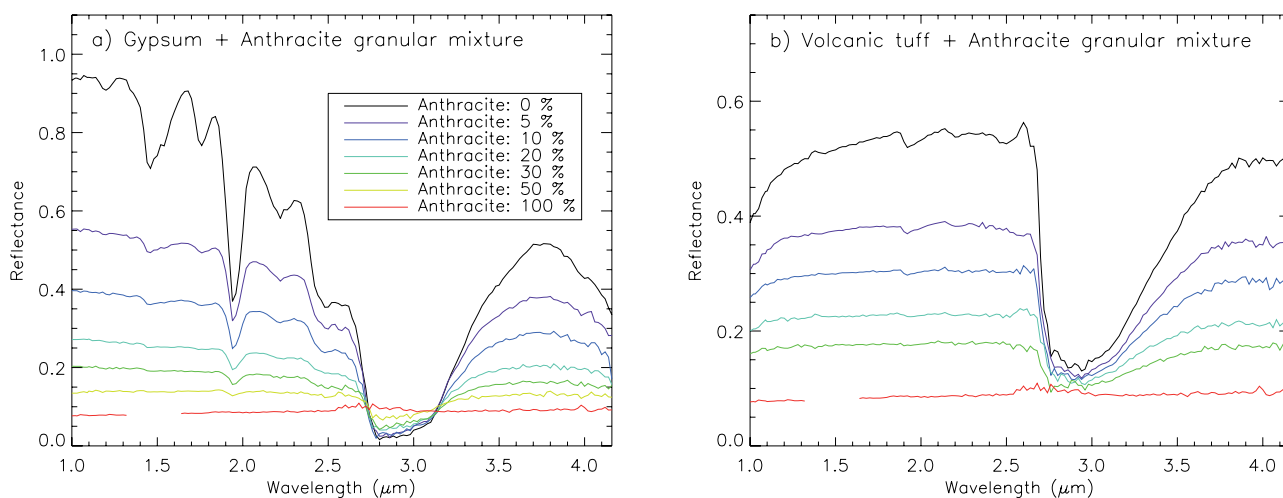 a) Gypsum + Anthracite granular mixture
Reflectance
1.0
0.8
0.6
0.4
0.2
0.0
Anthracite: 0 %
Anthracite: 5 %
Anthracite: 10 %
Anthracite: 20 %
Anthracite: 30 %
Anthracite: 50 %
Anthracite: 100 %
1.0 1.5 2.0 2.5 3.0 3.5 4.0
Wavelength (μm)
b) Volcanic tuff + Anthracite granular mixture
Reflectance
0.6
0.4
0.2
0.0
1.0 1.5 2.0 2.5 3.0 3.5 4.0
Wavelength (μm)